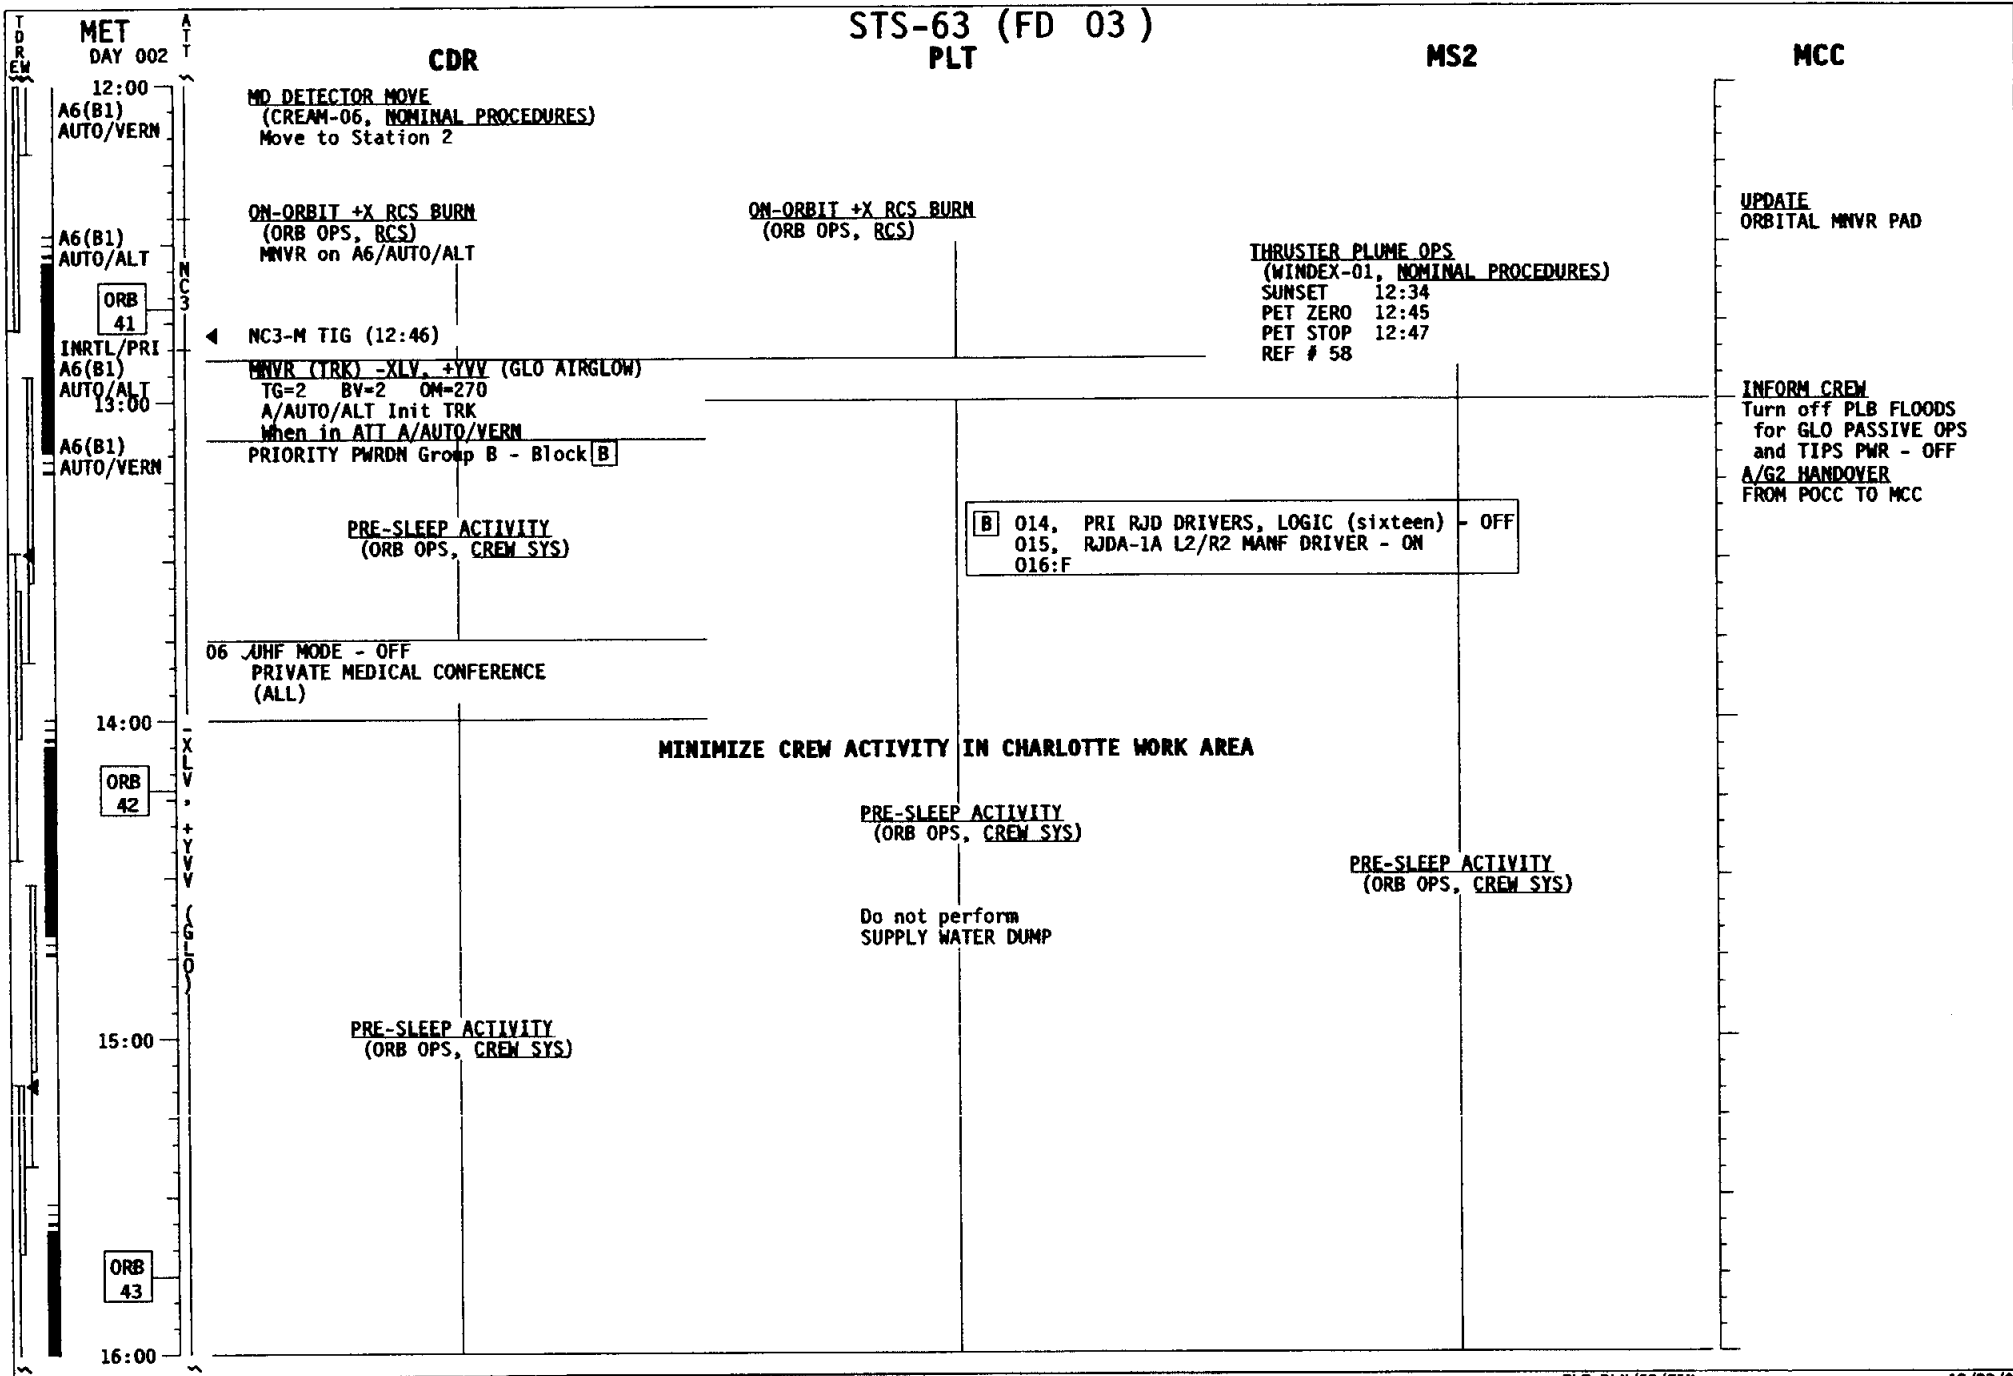 STS-63 (FD 03)
TDRS
EW
MET
DAY 002
ATT
CDR
PLT
MS2
MCC
12:00
A6(B1)
AUTO/VERN
A6(B1)
AUTO/ALT
ORB
41
INRTL/PRI
A6(B1)
AUTO/ALT
13:00
A6(B1)
AUTO/VERN
14:00
ORB
42
15:00
ORB
43
16:00
NC3
-XLV, +YVV (GLO)
MD DETECTOR MOVE
(CREAM-06, NOMINAL PROCEDURES)
Move to Station 2
ON-ORBIT +X RCS BURN
(ORB OPS, RCS)
MNVR on A6/AUTO/ALT
NC3-M TIG (12:46)
MNVR (TRK) -XLV, +YVV (GLO AIRGLOW)
TG=2 BV=2 OM=270
A/AUTO/ALT Init TRK
When in ATT A/AUTO/VERN
PRIORITY PWRDN Group B - Block B
PRE-SLEEP ACTIVITY
(ORB OPS, CREW SYS)
06 ✓UHF MODE - OFF
PRIVATE MEDICAL CONFERENCE
(ALL)
PRE-SLEEP ACTIVITY
(ORB OPS, CREW SYS)
ON-ORBIT +X RCS BURN
(ORB OPS, RCS)
B 014, PRI RJD DRIVERS, LOGIC (sixteen) - OFF
015, RJDA-1A L2/R2 MANF DRIVER - ON
016:F
MINIMIZE CREW ACTIVITY IN CHARLOTTE WORK AREA
PRE-SLEEP ACTIVITY
(ORB OPS, CREW SYS)
Do not perform
SUPPLY WATER DUMP
THRUSTER PLUME OPS
(WINDEX-01, NOMINAL PROCEDURES)
SUNSET 12:34
PET ZERO 12:45
PET STOP 12:47
REF # 58
PRE-SLEEP ACTIVITY
(ORB OPS, CREW SYS)
UPDATE
ORBITAL MNVR PAD
INFORM CREW
Turn off PLB FLOODS
for GLO PASSIVE OPS
and TIPS PWR - OFF
A/G2 HANDOVER
FROM POCC TO MCC